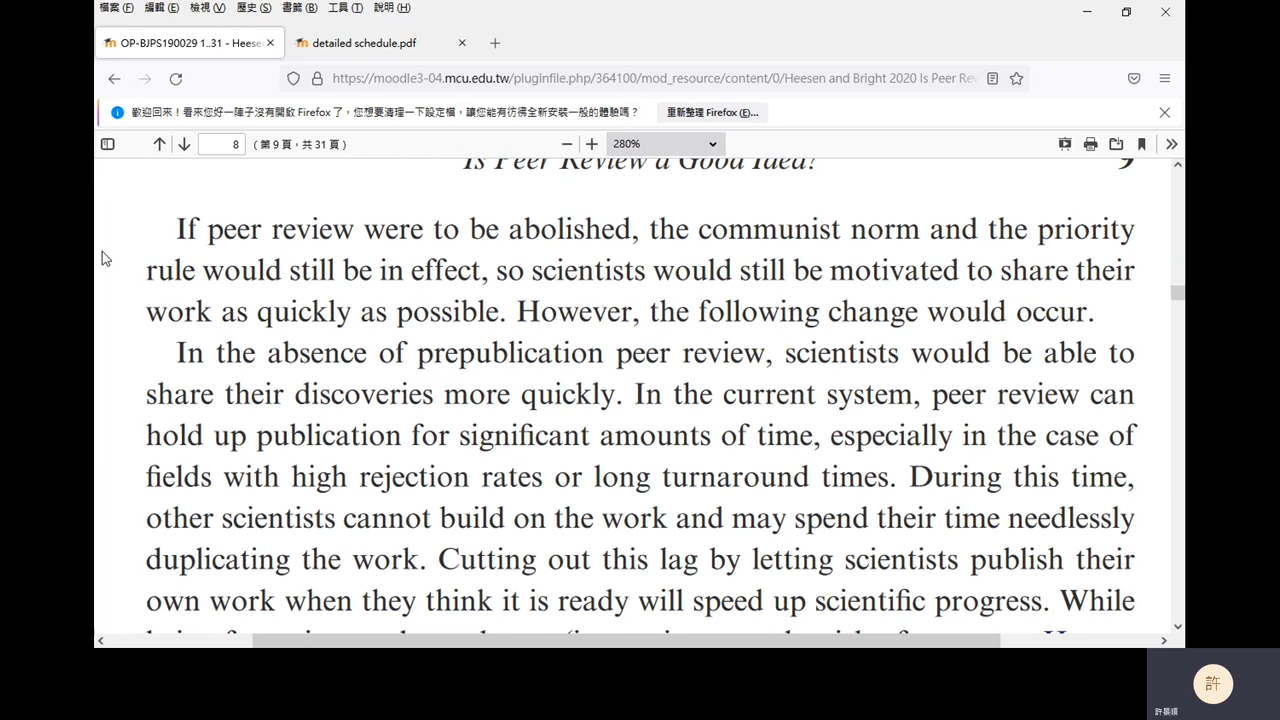 檔案(F) 編輯(E) 檢視(V) 歷史(S) 書籤(B) 工具(T) 說明(H)
OP-BJPS190029 1..31 - Heese
detailed schedule.pdf
https://moodle3-04.mcu.edu.tw/pluginfile.php/364100/mod_resource/content/0/Heesen and Bright 2020 Is Peer Rev
歡迎回來！看來您好一陣子沒有開啟 Firefox 了，您想要清理一下設定檔，讓您能有彷彿全新安裝一般的體驗嗎？ 重新整理 Firefox (E)...
8 (第 9 頁，共 31 頁) 280%
Is Peer Review a Good Idea? 9
If peer review were to be abolished, the communist norm and the priority
rule would still be in effect, so scientists would still be motivated to share their
work as quickly as possible. However, the following change would occur.
In the absence of prepublication peer review, scientists would be able to
share their discoveries more quickly. In the current system, peer review can
hold up publication for significant amounts of time, especially in the case of
fields with high rejection rates or long turnaround times. During this time,
other scientists cannot build on the work and may spend their time needlessly
duplicating the work. Cutting out this lag by letting scientists publish their
own work when they think it is ready will speed up scientific progress. While
許